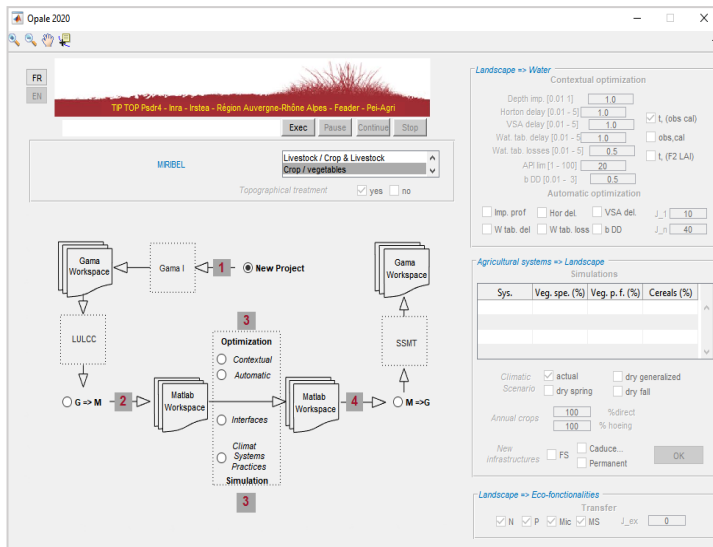 Opale 2020
FR
EN
TIP TOP Psdr4 - Inra - Irstea - Région Auvergne-Rhône Alpes - Feader - Pei-Agri
Exec Pause Continue Stop
MIRIBEL
Livestock / Crop & Livestock
Crop / vegetables
Topographical treatment yes no
Gama
Workspace
Gama I
1
New Project
Gama
Workspace
LULCC
3
Optimization
Contextual
Automatic
SSMT
G => M
2
Matlab
Workspace
Matlab
Workspace
4
M =>G
Interfaces
Climat
Systems
Practices
Simulation
3
Landscape => Water
Contextual optimization
Depth imp. [0.01 1] 1.0
Horton delay [0.01 - 5] 1.0
VSA delay [0.01 - 5] 1.0
Wat. tab. delay [0.01 - 5] 1.0
Wat. tab. losses [0.01 - 5] 0.5
API lim [1 - 100] 20
b DD [0.01 - 3] 0.5
t, (obs cal)
obs,cal
t, (F2 LAI)
Automatic optimization
Imp. prof Hor del. VSA del. J_1 10
W tab. del W tab. loss b DD J_n 40
Agricultural systems => Landscape
Simulations
Sys. Veg. spe. (%) Veg. p. f. (%) Cereals (%)
Climatic
Scenario
actual dry generalized
dry spring dry fall
Annual crops
100 %direct
100 % hoeing
New
infrastructures
FS
Caduce...
Permanent
OK
Landscape => Eco-fonctionalities
Transfer
N P Mic MS J_ex 0